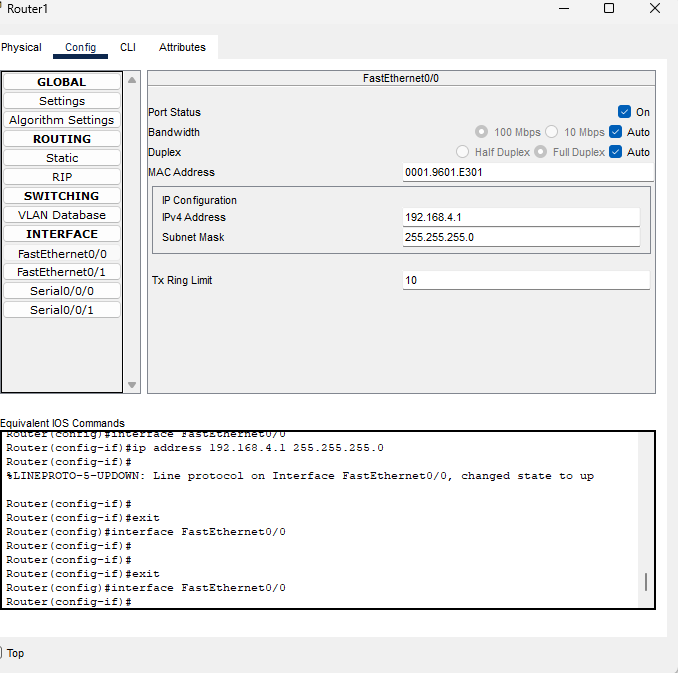 Router1
Physical Config CLI Attributes
GLOBAL
Settings
Algorithm Settings
ROUTING
Static
RIP
SWITCHING
VLAN Database
INTERFACE
FastEthernet0/0
FastEthernet0/1
Serial0/0/0
Serial0/0/1
FastEthernet0/0
Port Status On
Bandwidth 100 Mbps 10 Mbps Auto
Duplex Half Duplex Full Duplex Auto
MAC Address 0001.9601.E301
IP Configuration
IPv4 Address 192.168.4.1
Subnet Mask 255.255.255.0
Tx Ring Limit 10
Equivalent IOS Commands
Router(config)#interface FastEthernet0/0
Router(config-if)#ip address 192.168.4.1 255.255.255.0
Router(config-if)#
%LINEPROTO-5-UPDOWN: Line protocol on Interface FastEthernet0/0, changed state to up
Router(config-if)#
Router(config-if)#exit
Router(config)#interface FastEthernet0/0
Router(config-if)#
Router(config-if)#
Router(config-if)#exit
Router(config)#interface FastEthernet0/0
Router(config-if)#
Top